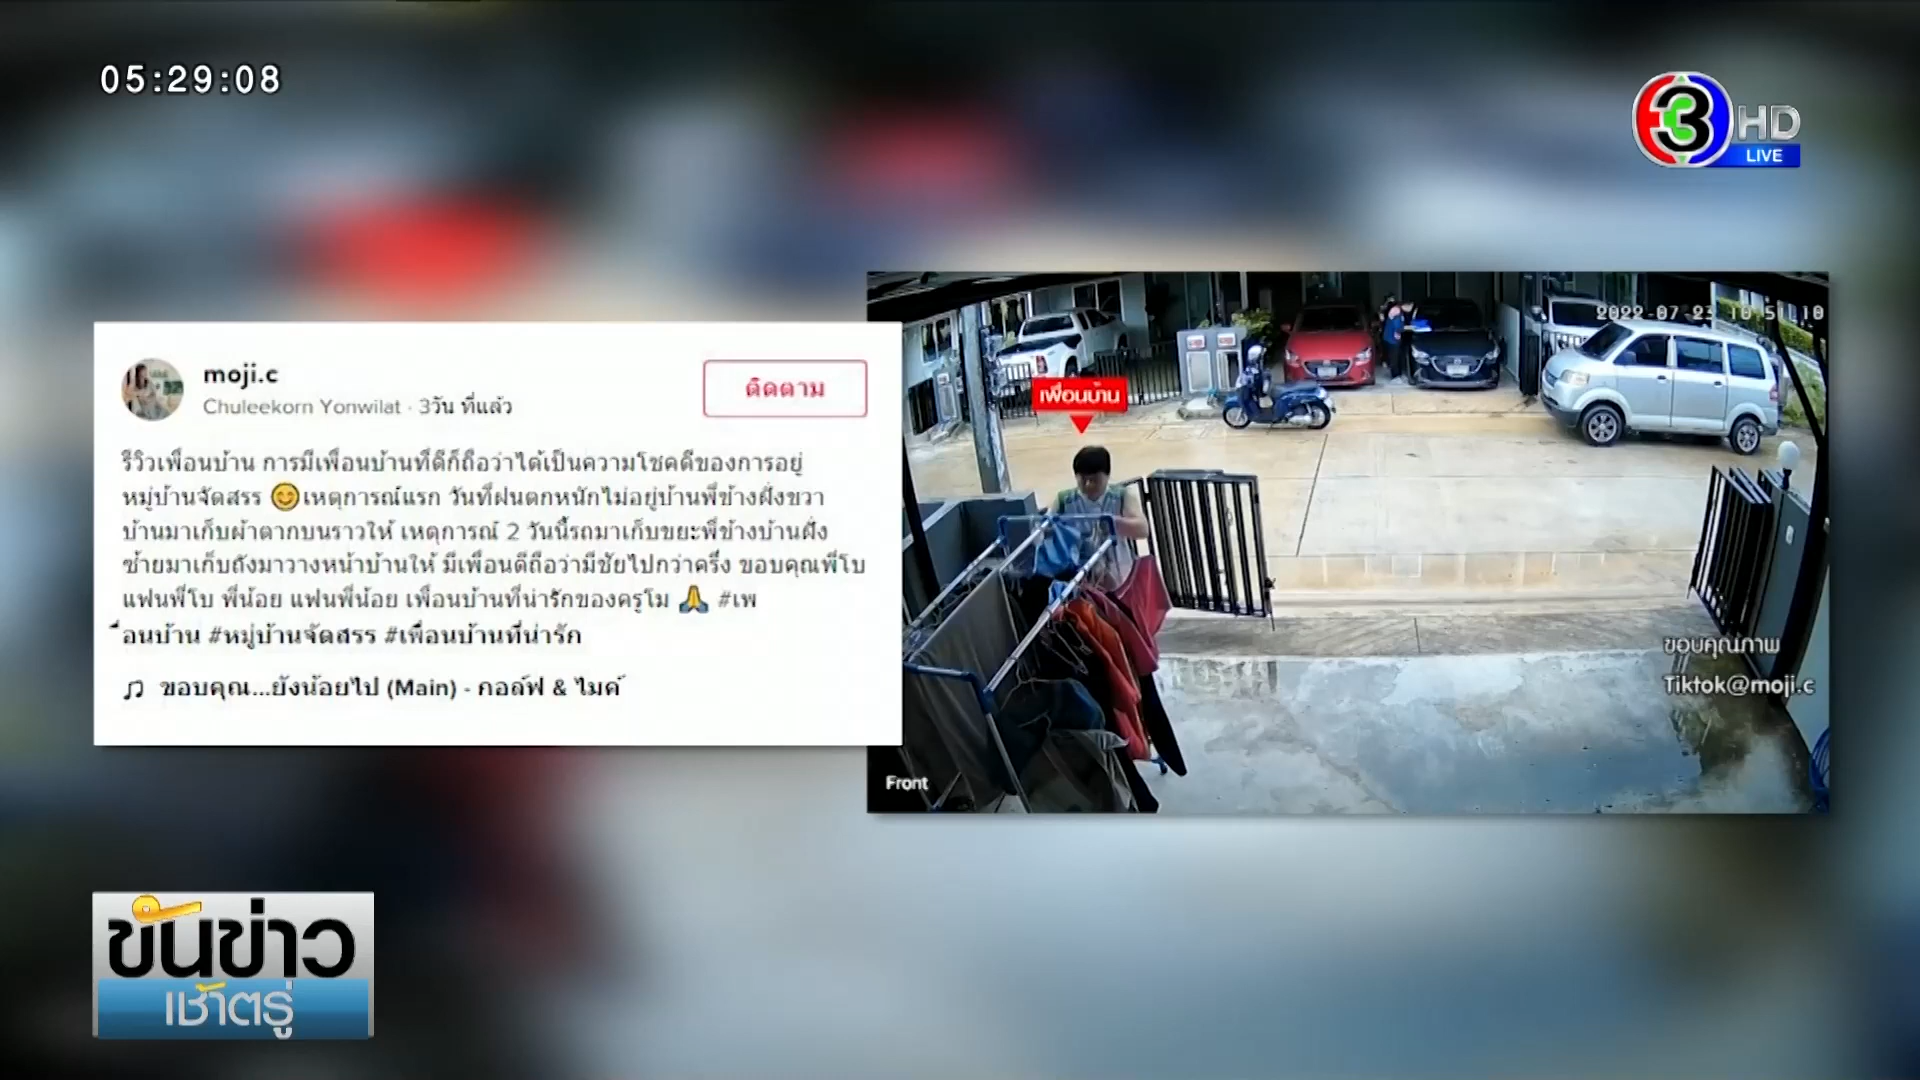 05:29:08
3 HD
LIVE
moji.c
Chuleekorn Yonwilat · 3วัน ที่แล้ว
ติดตาม
รีวิวเพื่อนบ้าน การมีเพื่อนบ้านที่ดีก็ถือว่าได้เป็นความโชคดีของการอยู่
หมู่บ้านจัดสรร 😊เหตุการณ์แรก วันที่ฝนตกหนักไม่อยู่บ้านพี่ข้างฝั่งขวา
บ้านมาเก็บผ้าตากบนราวให้ เหตุการณ์ 2 วันนี้รถมาเก็บขยะพี่ข้างบ้านฝั่ง
ซ้ายมาเก็บถังมาวางหน้าบ้านให้ มีเพื่อนดีถือว่ามีชัยไปกว่าครึ่ง ขอบคุณพี่โบ
แฟนพี่โบ พี่น้อย แฟนพี่น้อย เพื่อนบ้านที่น่ารักของครูโม 🙏 #เพ
ื่อนบ้าน #หมู่บ้านจัดสรร #เพื่อนบ้านที่น่ารัก
♫ ขอบคุณ...ยังน้อยไป (Main) - กอล์ฟ & ไมค์
เพื่อนบ้าน
ขอบคุณภาพ
Tiktok@moji.c
Front
ขันข่าว
เช้าตรู่